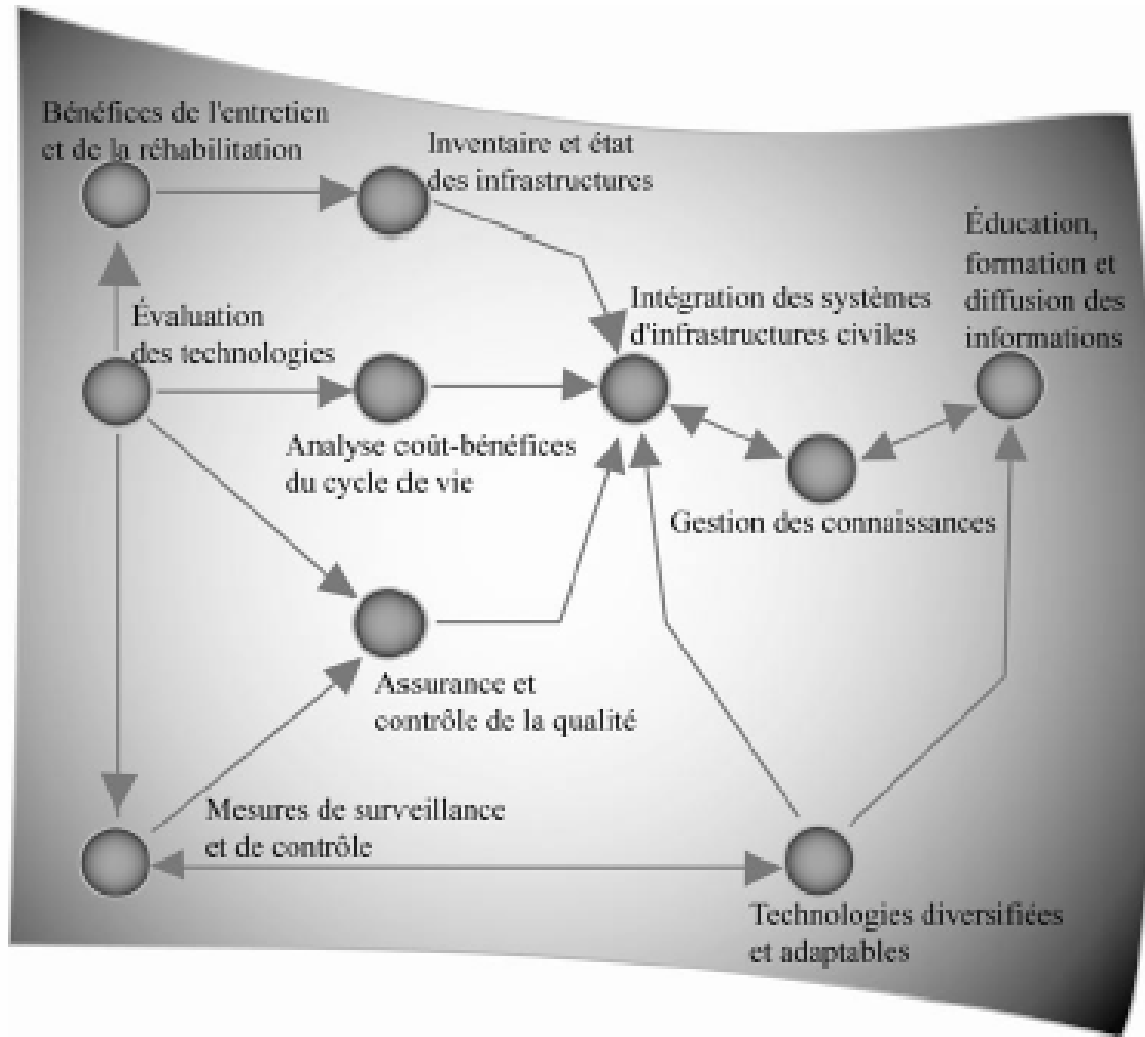 Bénéfices de l'entretien
et de la réhabilitation
Inventaire et état
des infrastructures
Éducation,
formation et
diffusion des
informations
Évaluation
des technologies
Intégration des systèmes
d'infrastructures civiles
Analyse coût-bénéfices
du cycle de vie
Gestion des connaissances
Assurance et
contrôle de la qualité
Mesures de surveillance
et de contrôle
Technologies diversifiées
et adaptables